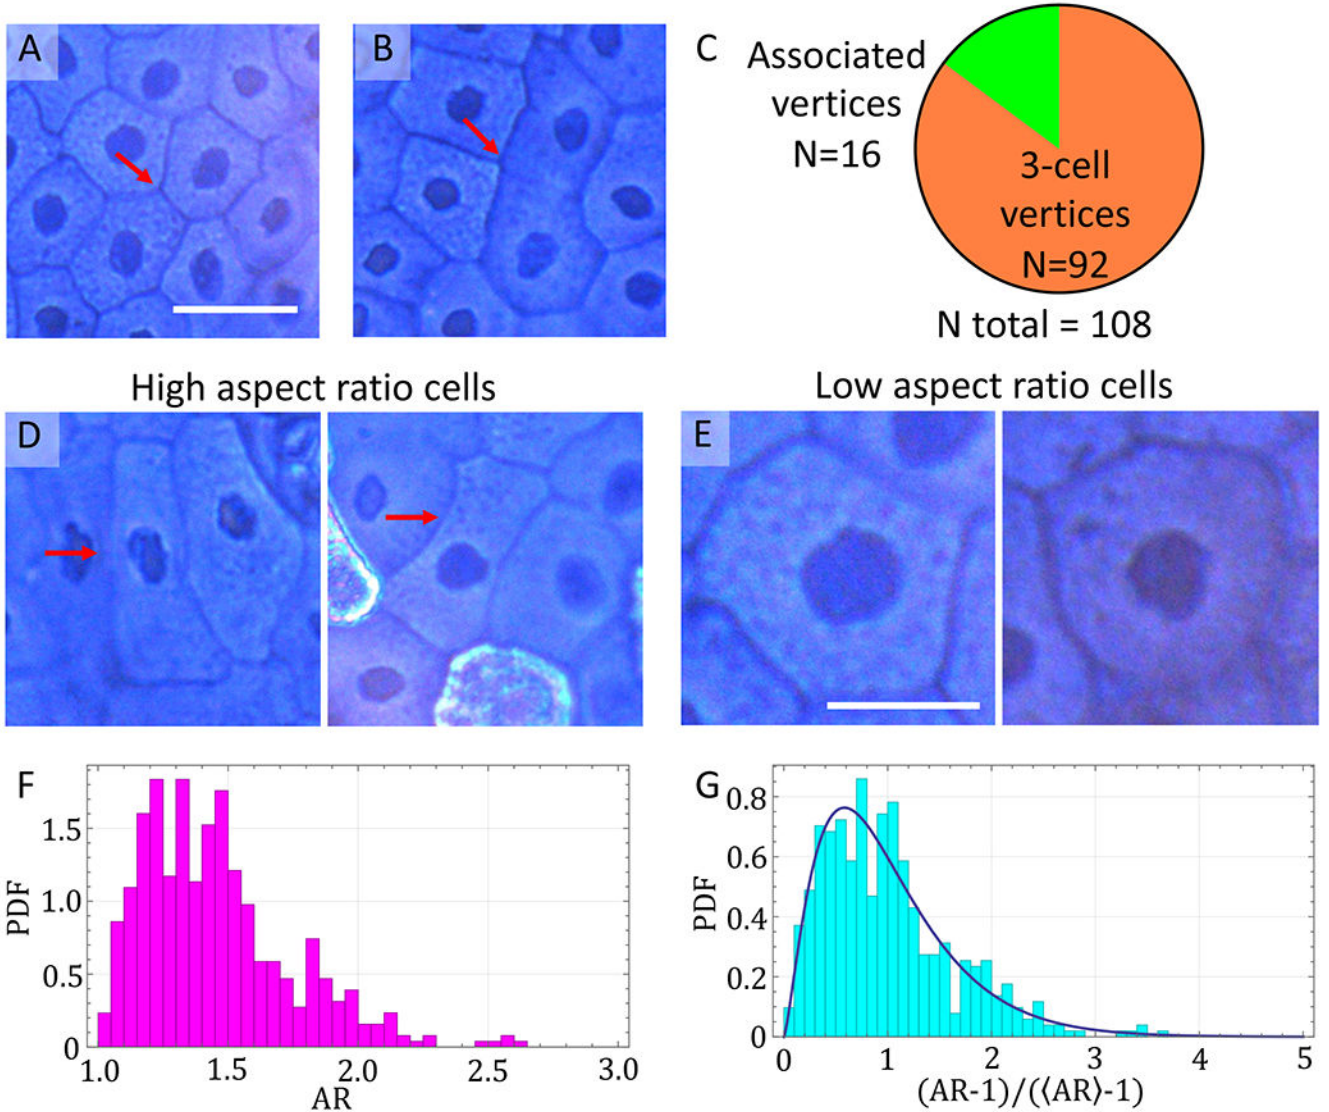 A
B
C
Associated
vertices
N=16
3-cell
vertices
N=92
N total = 108
High aspect ratio cells
Low aspect ratio cells
D
E
F
PDF
1.5
1.0
0.5
0
1.0 1.5 2.0 2.5 3.0
AR
G
PDF
0.8
0.6
0.4
0.2
0
0 1 2 3 4 5
(AR-1)/(⟨AR⟩-1)